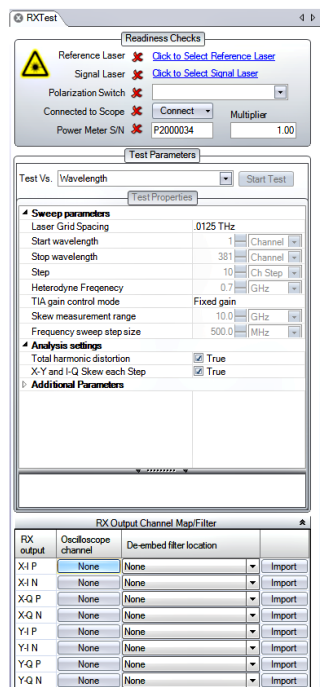 RXTest
Readiness Checks
Reference Laser Click to Select Reference Laser
Signal Laser Click to Select Signal Laser
Polarization Switch
Connected to Scope Connect Multiplier
Power Meter S/N P2000034 1.00
Test Parameters
Test Vs. Wavelength Start Test
Test Properties
Sweep parameters
Laser Grid Spacing .0125 THz
Start wavelength 1 Channel
Stop wavelength 381 Channel
Step 10 Ch Step
Heterodyne Freqenecy 0.7 GHz
TIA gain control mode Fixed gain
Skew measurement range 10.0 GHz
Frequency sweep step size 500.0 MHz
Analysis settings
Total harmonic distortion True
X-Y and I-Q Skew each Step True
Additional Parameters
RX Output Channel Map/Filter
RX output Oscilloscope channel De-embed filter location
X-I P None None Import
X-I N None None Import
X-Q P None None Import
X-Q N None None Import
Y-I P None None Import
Y-I N None None Import
Y-Q P None None Import
Y-Q N None None Import